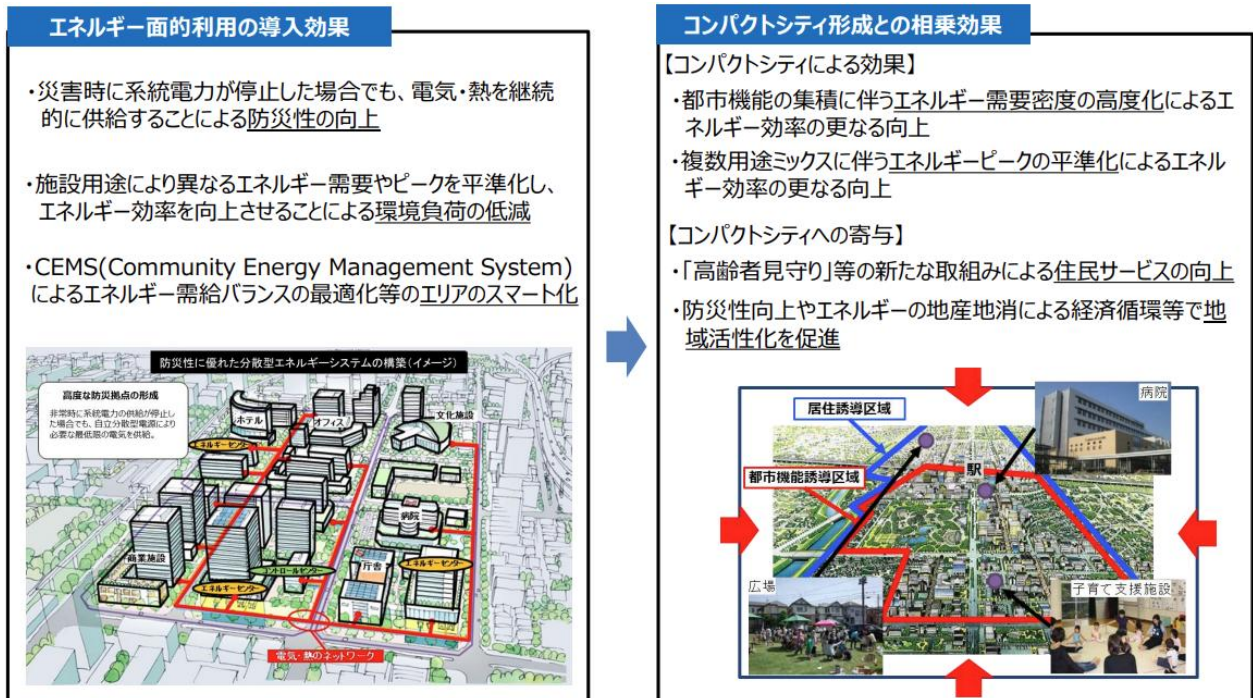 エネルギー面的利用の導入効果
・災害時に系統電力が停止した場合でも、電気・熱を継続
的に供給することによる防災性の向上
・施設用途により異なるエネルギー需要やピークを平準化し、
エネルギー効率を向上させることによる環境負荷の低減
・CEMS(Community Energy Management System)
によるエネルギー需給バランスの最適化等のエリアのスマート化
防災性に優れた分散型エネルギーシステムの構築(イメージ)
高度な防災拠点の形成
非常時に系統電力の供給が停止し
た場合でも、自立分散型電源により
必要な最低限の電気を供給。
ホテル
オフィス
文化施設
エネルギーセンター
病院
商業施設
コントロールセンター
庁舎
エネルギーセンター
エネルギーセンター
電気・熱のネットワーク
コンパクトシティ形成との相乗効果
【コンパクトシティによる効果】
・都市機能の集積に伴うエネルギー需要密度の高度化によるエ
ネルギー効率の更なる向上
・複数用途ミックスに伴うエネルギーピークの平準化によるエネル
ギー効率の更なる向上
【コンパクトシティへの寄与】
・「高齢者見守り」等の新たな取組みによる住民サービスの向上
・防災性向上やエネルギーの地産地消による経済循環等で地
域活性化を促進
居住誘導区域
病院
駅
都市機能誘導区域
広場
子育て支援施設